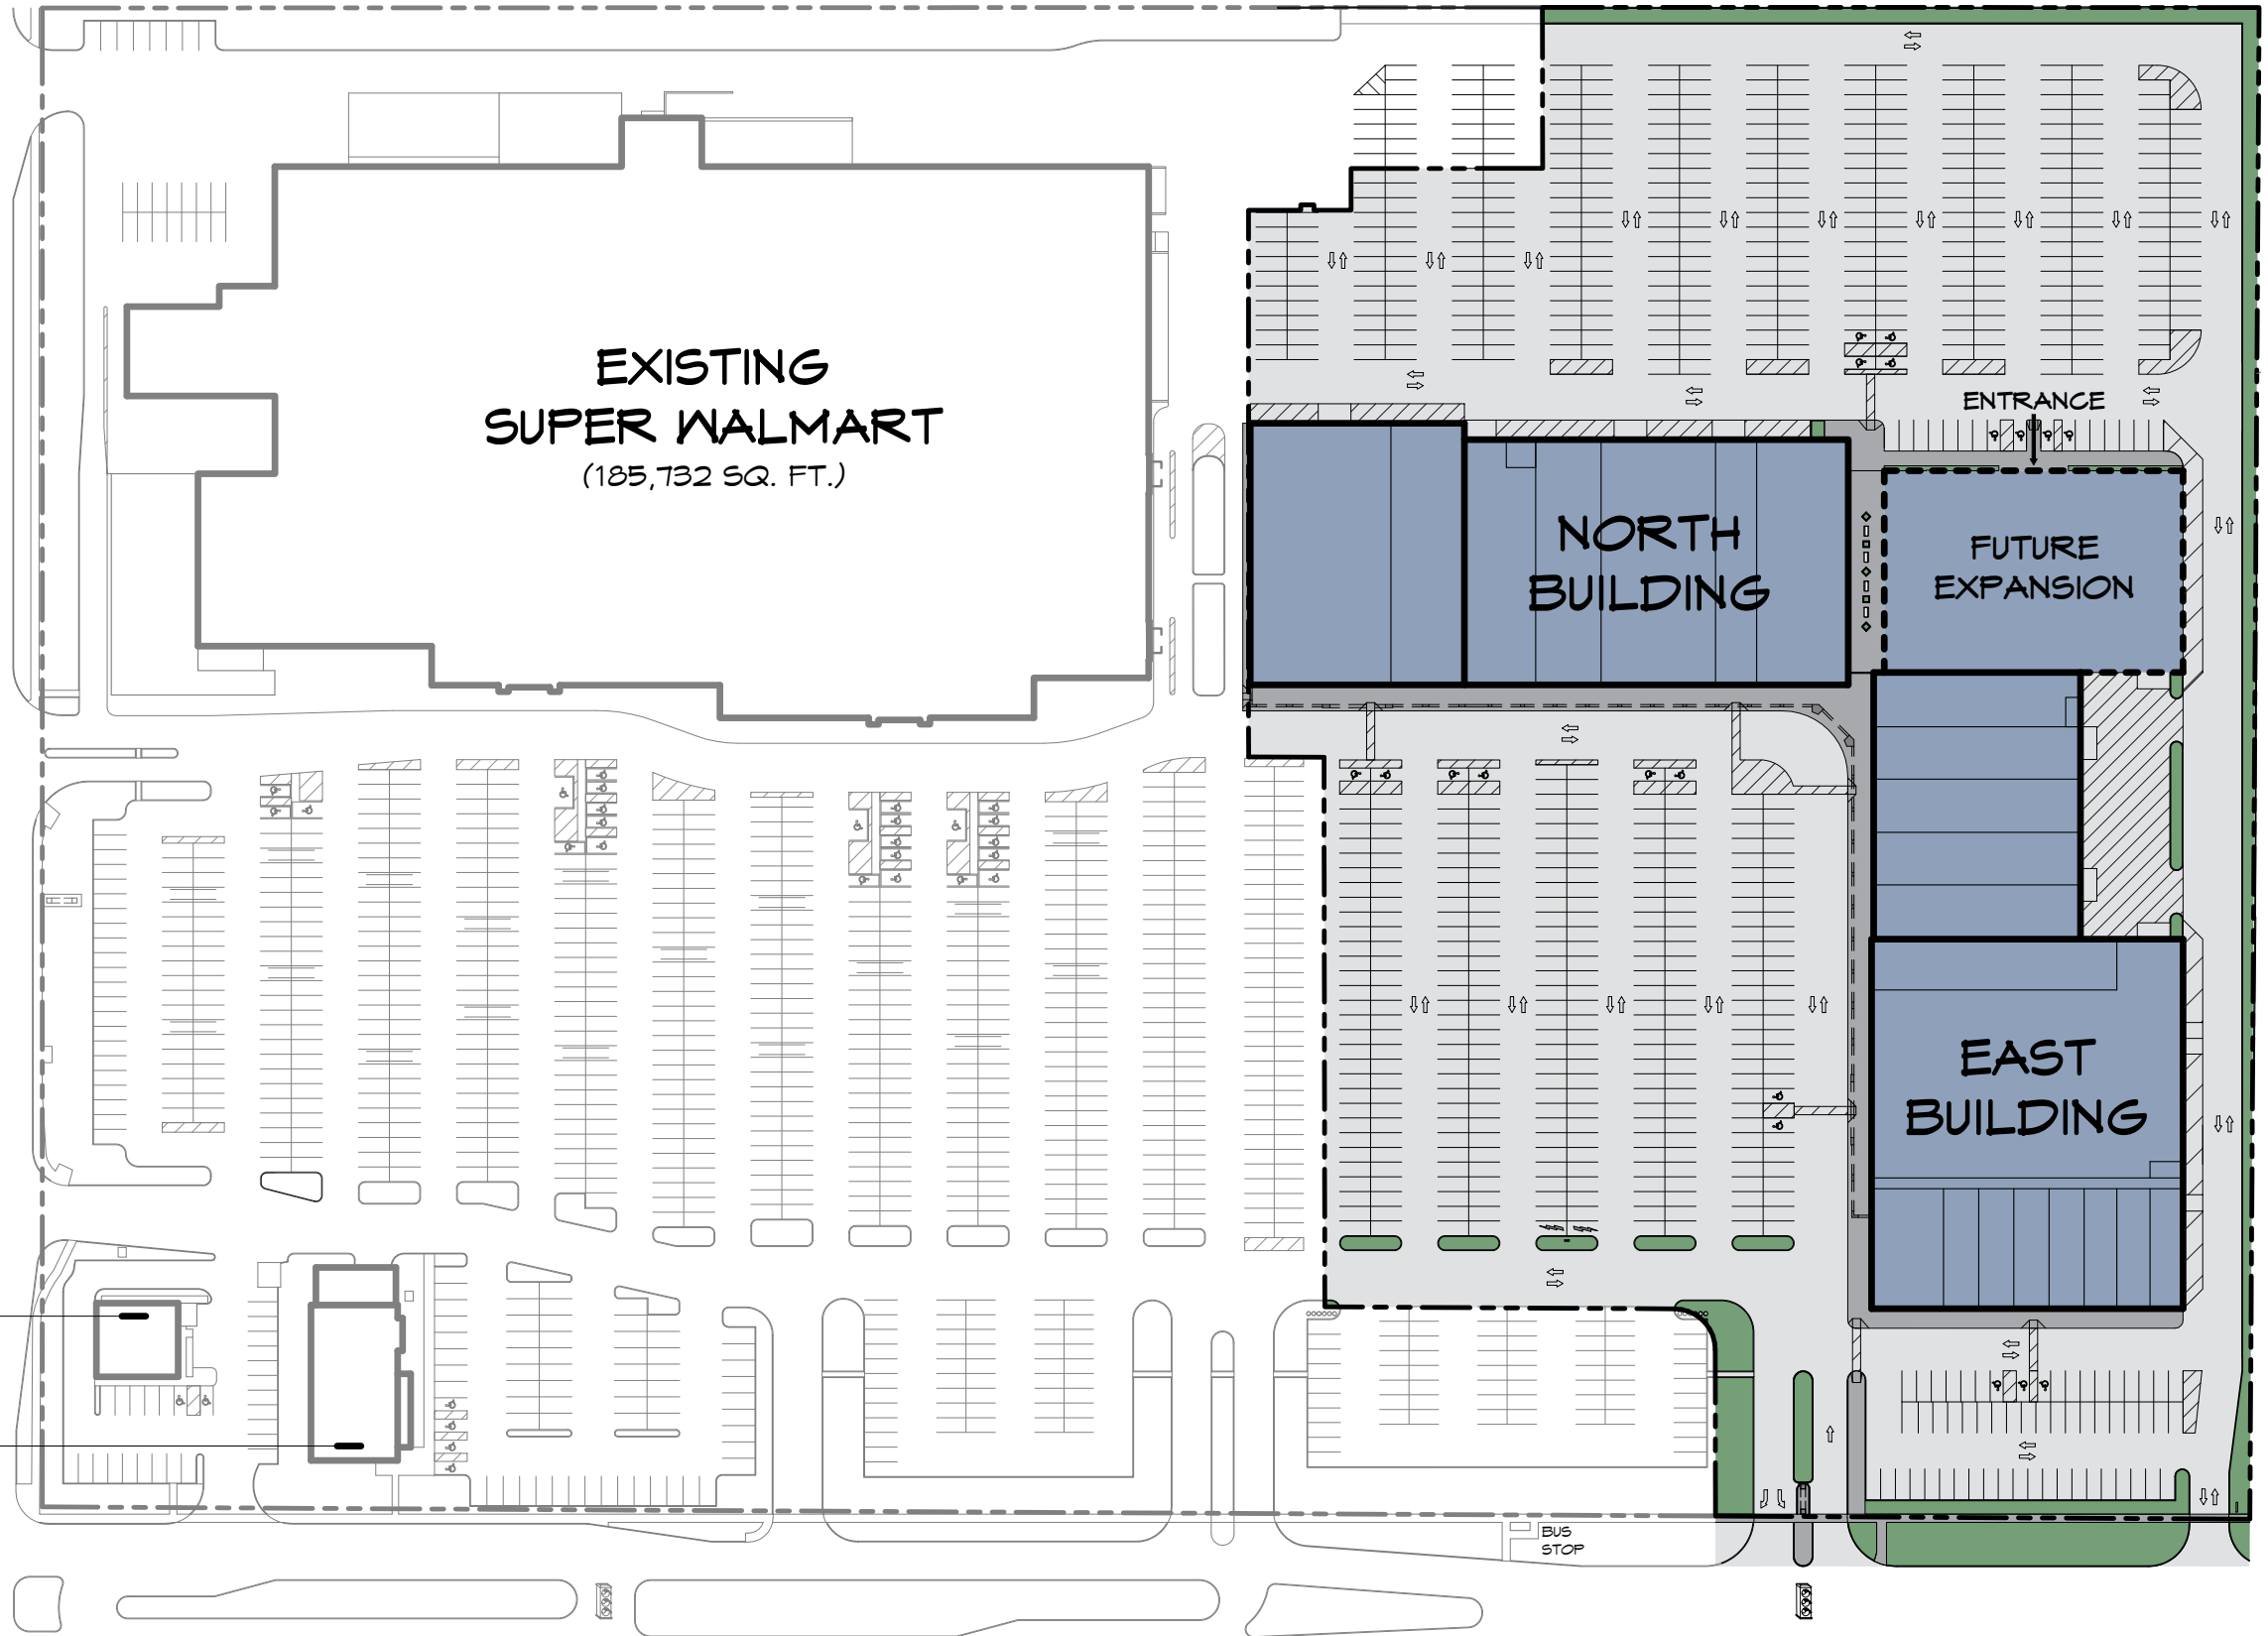 EXISTING
SUPER WALMART
(185,732 SQ. FT.)
ENTRANCE
NORTH
BUILDING
FUTURE
EXPANSION
EAST
BUILDING
BUS
STOP